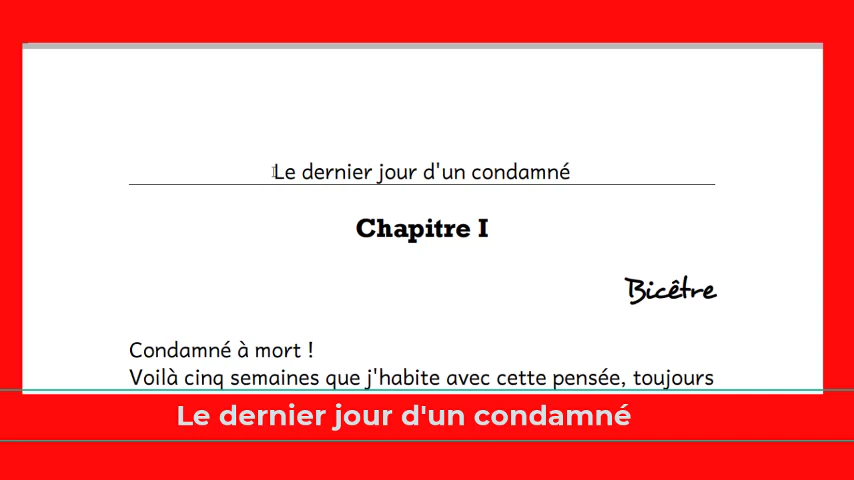 Le dernier jour d'un condamné
Chapitre I
Bicêtre
Condamné à mort !
Voilà cinq semaines que j'habite avec cette pensée, toujours
Le dernier jour d'un condamné